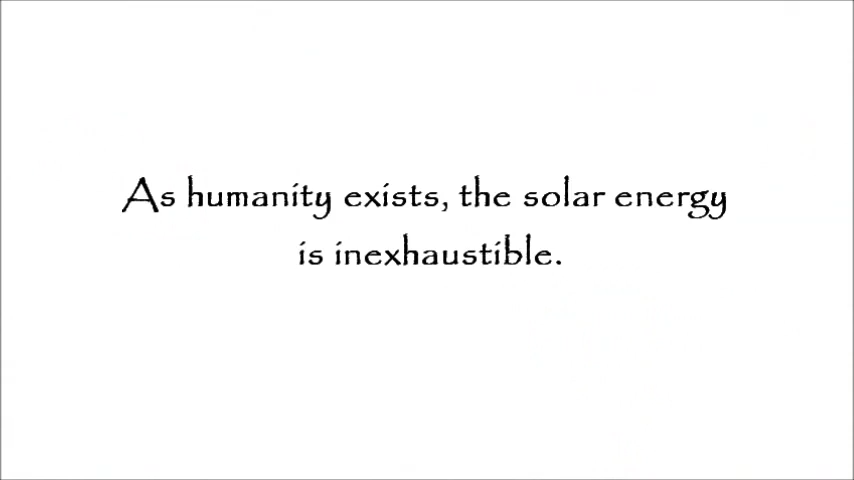 As humanity exists, the solar energy
is inexhaustible.